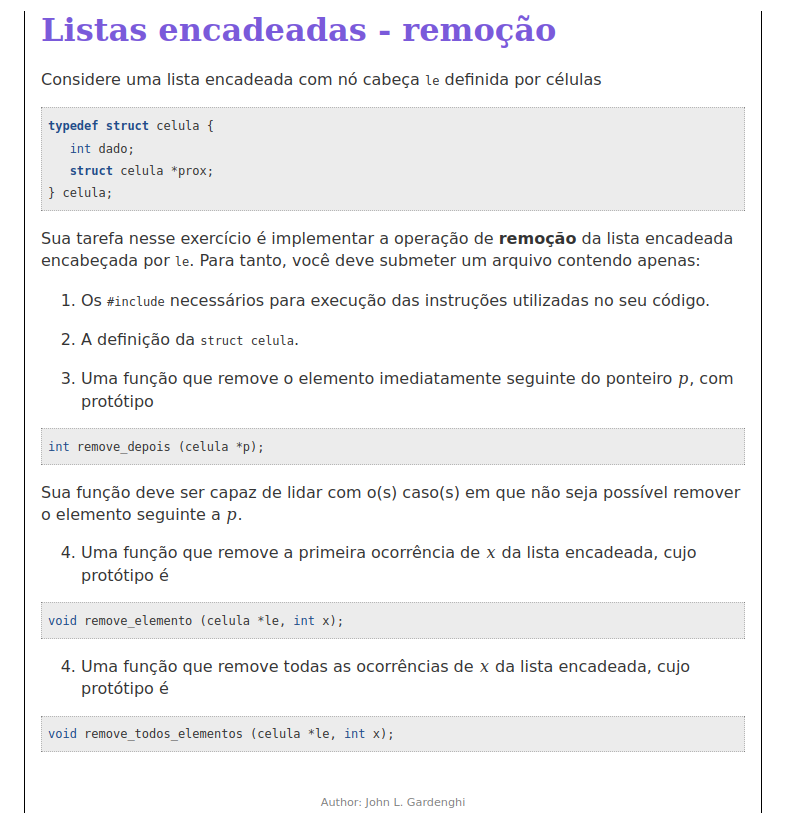 Listas encadeadas - remoção
Considere uma lista encadeada com nó cabeça le definida por células
typedef struct celula {
   int dado;
   struct celula *prox;
} celula;
Sua tarefa nesse exercício é implementar a operação de remoção da lista encadeada
encabeçada por le. Para tanto, você deve submeter um arquivo contendo apenas:
1. Os #include necessários para execução das instruções utilizadas no seu código.
2. A definição da struct celula.
3. Uma função que remove o elemento imediatamente seguinte do ponteiro p, com
protótipo
int remove_depois (celula *p);
Sua função deve ser capaz de lidar com o(s) caso(s) em que não seja possível remover
o elemento seguinte a p.
4. Uma função que remove a primeira ocorrência de x da lista encadeada, cujo
protótipo é
void remove_elemento (celula *le, int x);
4. Uma função que remove todas as ocorrências de x da lista encadeada, cujo
protótipo é
void remove_todos_elementos (celula *le, int x);
Author: John L. Gardenghi